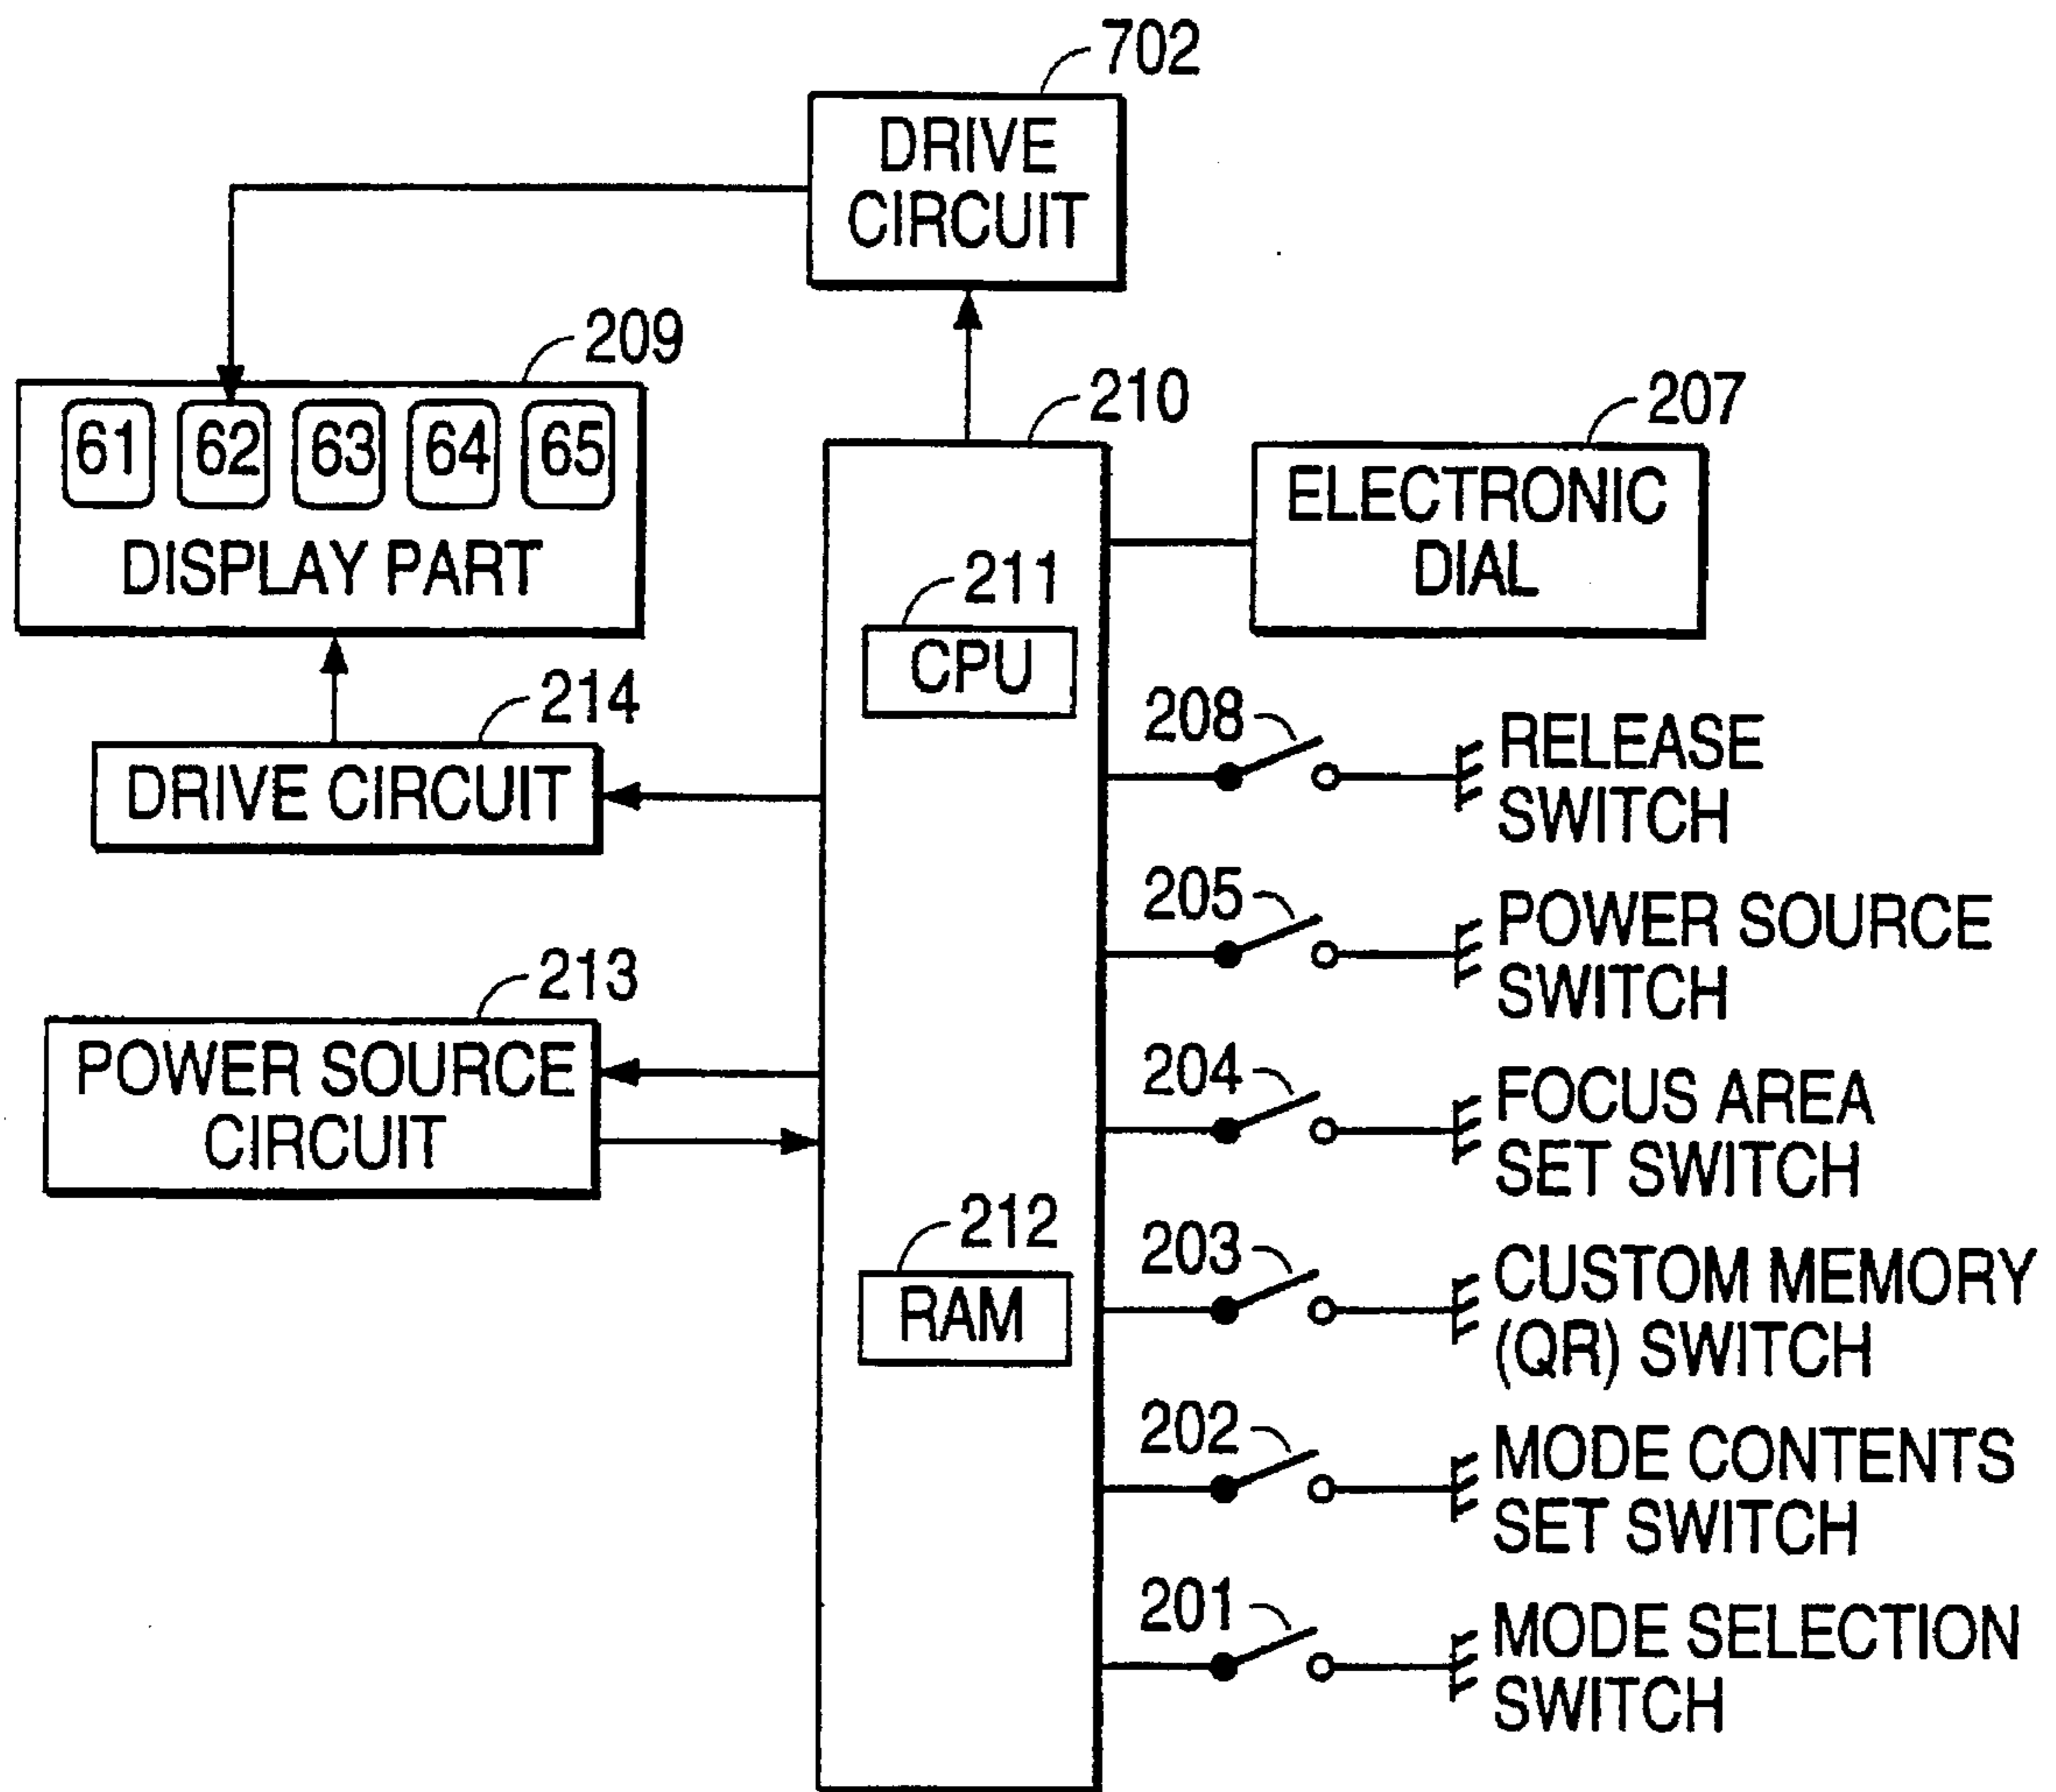 702
DRIVE
CIRCUIT
209
61 62 63 64 65
DISPLAY PART
210
207
ELECTRONIC
DIAL
211
CPU
214
DRIVE CIRCUIT
208
RELEASE
SWITCH
205
POWER SOURCE
SWITCH
213
POWER SOURCE
CIRCUIT
204
FOCUS AREA
SET SWITCH
212
RAM
203
CUSTOM MEMORY
(QR) SWITCH
202
MODE CONTENTS
SET SWITCH
201
MODE SELECTION
SWITCH